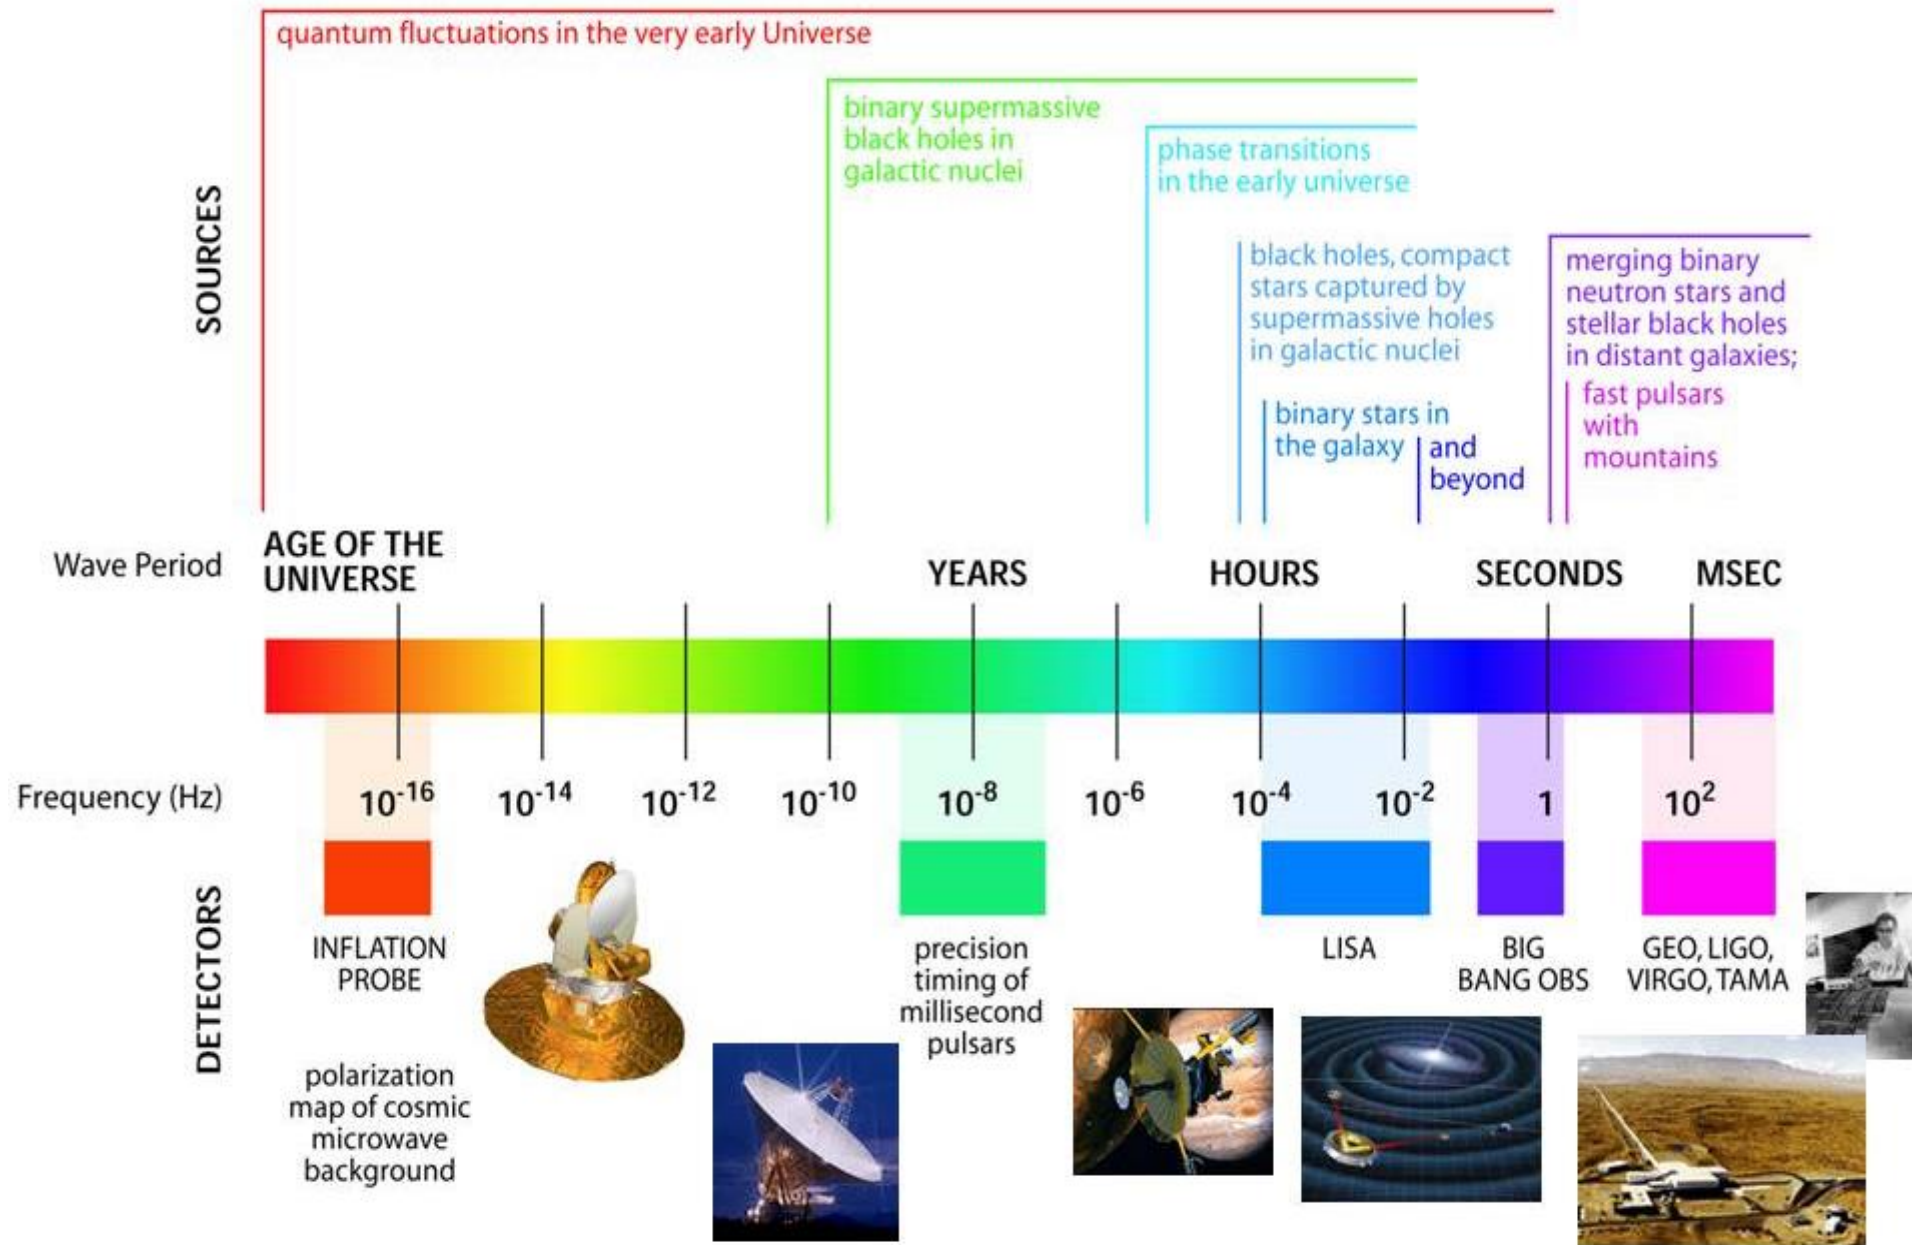 quantum fluctuations in the very early Universe
binary supermassive
black holes in
galactic nuclei
phase transitions
in the early universe
SOURCES
black holes, compact
stars captured by
supermassive holes
in galactic nuclei
merging binary
neutron stars and
stellar black holes
in distant galaxies;
fast pulsars
with
mountains
binary stars in
the galaxy
and
beyond
Wave Period
AGE OF THE
UNIVERSE
YEARS
HOURS
SECONDS
MSEC
Frequency (Hz)
10⁻¹⁶
10⁻¹⁴
10⁻¹²
10⁻¹⁰
10⁻⁸
10⁻⁶
10⁻⁴
10⁻²
1
10²
DETECTORS
INFLATION
PROBE
precision
timing of
millisecond
pulsars
LISA
BIG
BANG OBS
GEO, LIGO,
VIRGO, TAMA
polarization
map of cosmic
microwave
background